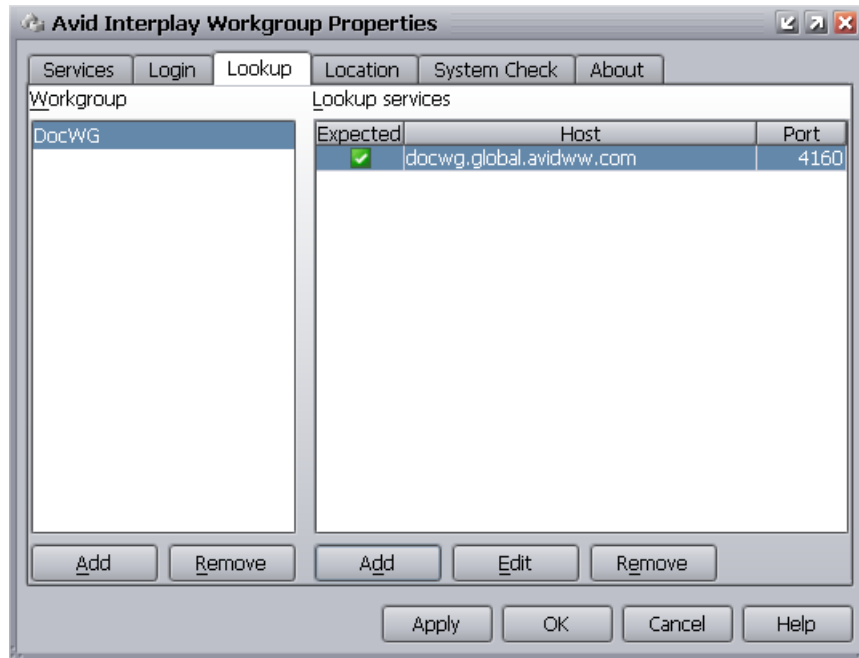 Avid Interplay Workgroup Properties
Services Login Lookup Location System Check About
Workgroup Lookup services
DocWG Expected Host Port
docwg.global.avidww.com 4160
Add Remove Add Edit Remove
Apply OK Cancel Help